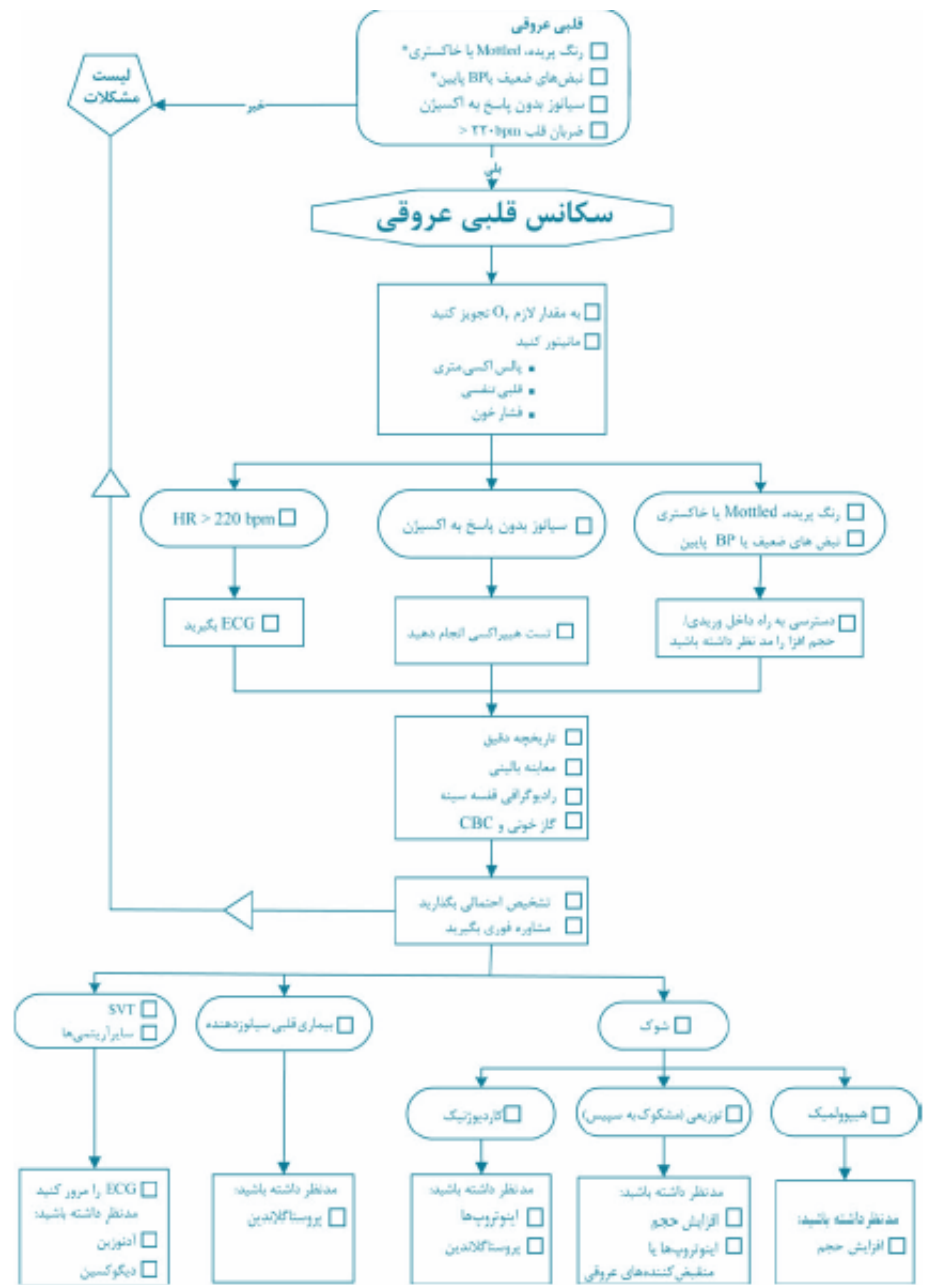 قلبی عروقی
رنگ پریده، Mottled یا خاکستری*
نبض‌های ضعیف یاBP پایین*
سیانوز بدون پاسخ به اکسیژن
ضربان قلب ۲۲۰bpm <
لیست
مشکلات
خیر
بلی
سکانس قلبی عروقی
به مقدار لازم O₂ تجویز کنید
مانیتور کنید
▪ پالس اکسی‌متری
▪ قلبی تنفسی
▪ فشار خون
رنگ پریده، Mottled یا خاکستری
نبض های ضعیف یا BP پایین
سیانوز بدون پاسخ به اکسیژن
HR > 220 bpm
دسترسی به راه داخل وریدی/
حجم افزا را مد نظر داشته باشید
تست هیپراکسی انجام دهید
ECG بگیرید
تاریخچه دقیق
معاینه بالینی
رادیوگرافی قفسه سینه
گاز خونی و CBC
تشخیص احتمالی بگذارید
مشاوره فوری بگیرید
شوک
بیماری قلبی سیانوزدهنده
SVT
سایرآریتمی‌ها
هیپوولمیک
توزیعی (مشکوک به سپسیس)
کاردیوژنیک
مدنظر داشته باشید:
افزایش حجم
مدنظر داشته باشید:
افزایش حجم
اینوتروپ‌ها یا
منقبض‌کننده‌های عروقی
مدنظر داشته باشید:
اینوتروپ‌ها
پروستاگلاندین
مدنظر داشته باشید:
پروستاگلاندین
ECG را مرور کنید
مدنظر داشته باشید:
آدنوزین
دیگوکسین